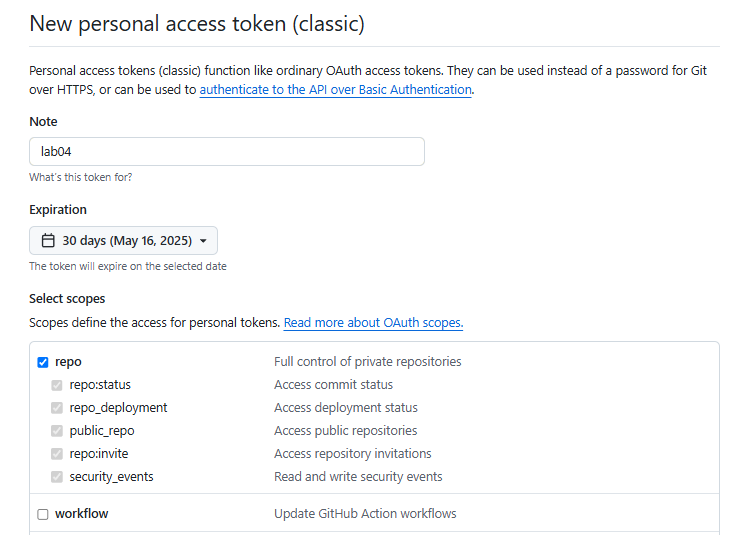 New personal access token (classic)
Personal access tokens (classic) function like ordinary OAuth access tokens. They can be used instead of a password for Git
over HTTPS, or can be used to authenticate to the API over Basic Authentication.
Note
lab04
What's this token for?
Expiration
30 days (May 16, 2025)
The token will expire on the selected date
Select scopes
Scopes define the access for personal tokens. Read more about OAuth scopes.
repo Full control of private repositories
repo:status Access commit status
repo_deployment Access deployment status
public_repo Access public repositories
repo:invite Access repository invitations
security_events Read and write security events
workflow Update GitHub Action workflows